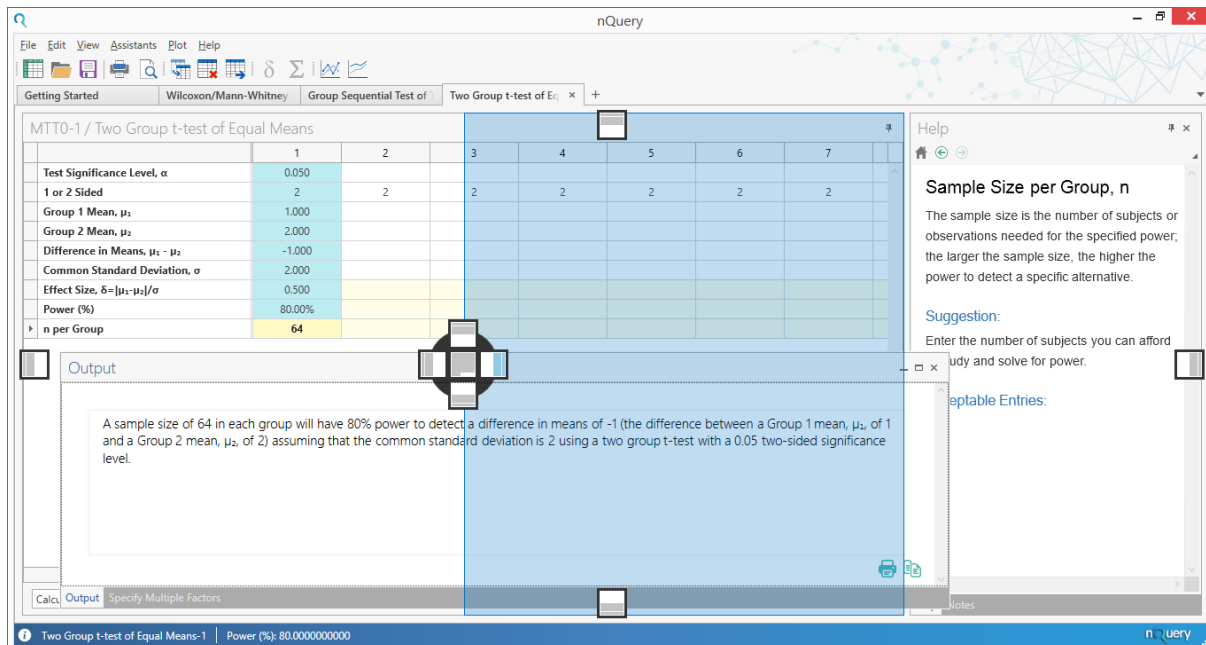 nQuery
File Edit View Assistants Plot Help
Getting Started
Wilcoxon/Mann-Whitney
Group Sequential Test of
Two Group t-test of Eq
MTT0-1 / Two Group t-test of Equal Means
1 2 3 4 5 6 7
Test Significance Level, α 0.050
1 or 2 Sided 2 2 2 2 2 2 2
Group 1 Mean, μ₁ 1.000
Group 2 Mean, μ₂ 2.000
Difference in Means, μ₁ - μ₂ -1.000
Common Standard Deviation, σ 2.000
Effect Size, δ=|μ₁-μ₂|/σ 0.500
Power (%) 80.00%
n per Group 64
Output
A sample size of 64 in each group will have 80% power to detect a difference in means of -1 (the difference between a Group 1 mean, μ₁, of 1
and a Group 2 mean, μ₂, of 2) assuming that the common standard deviation is 2 using a two group t-test with a 0.05 two-sided significance
level.
Output Specify Multiple Factors
Help
Sample Size per Group, n
The sample size is the number of subjects or
observations needed for the specified power;
the larger the sample size, the higher the
power to detect a specific alternative.
Suggestion:
Enter the number of subjects you can afford
udy and solve for power.
eptable Entries:
Notes
Two Group t-test of Equal Means-1 Power (%): 80.0000000000
nQuery